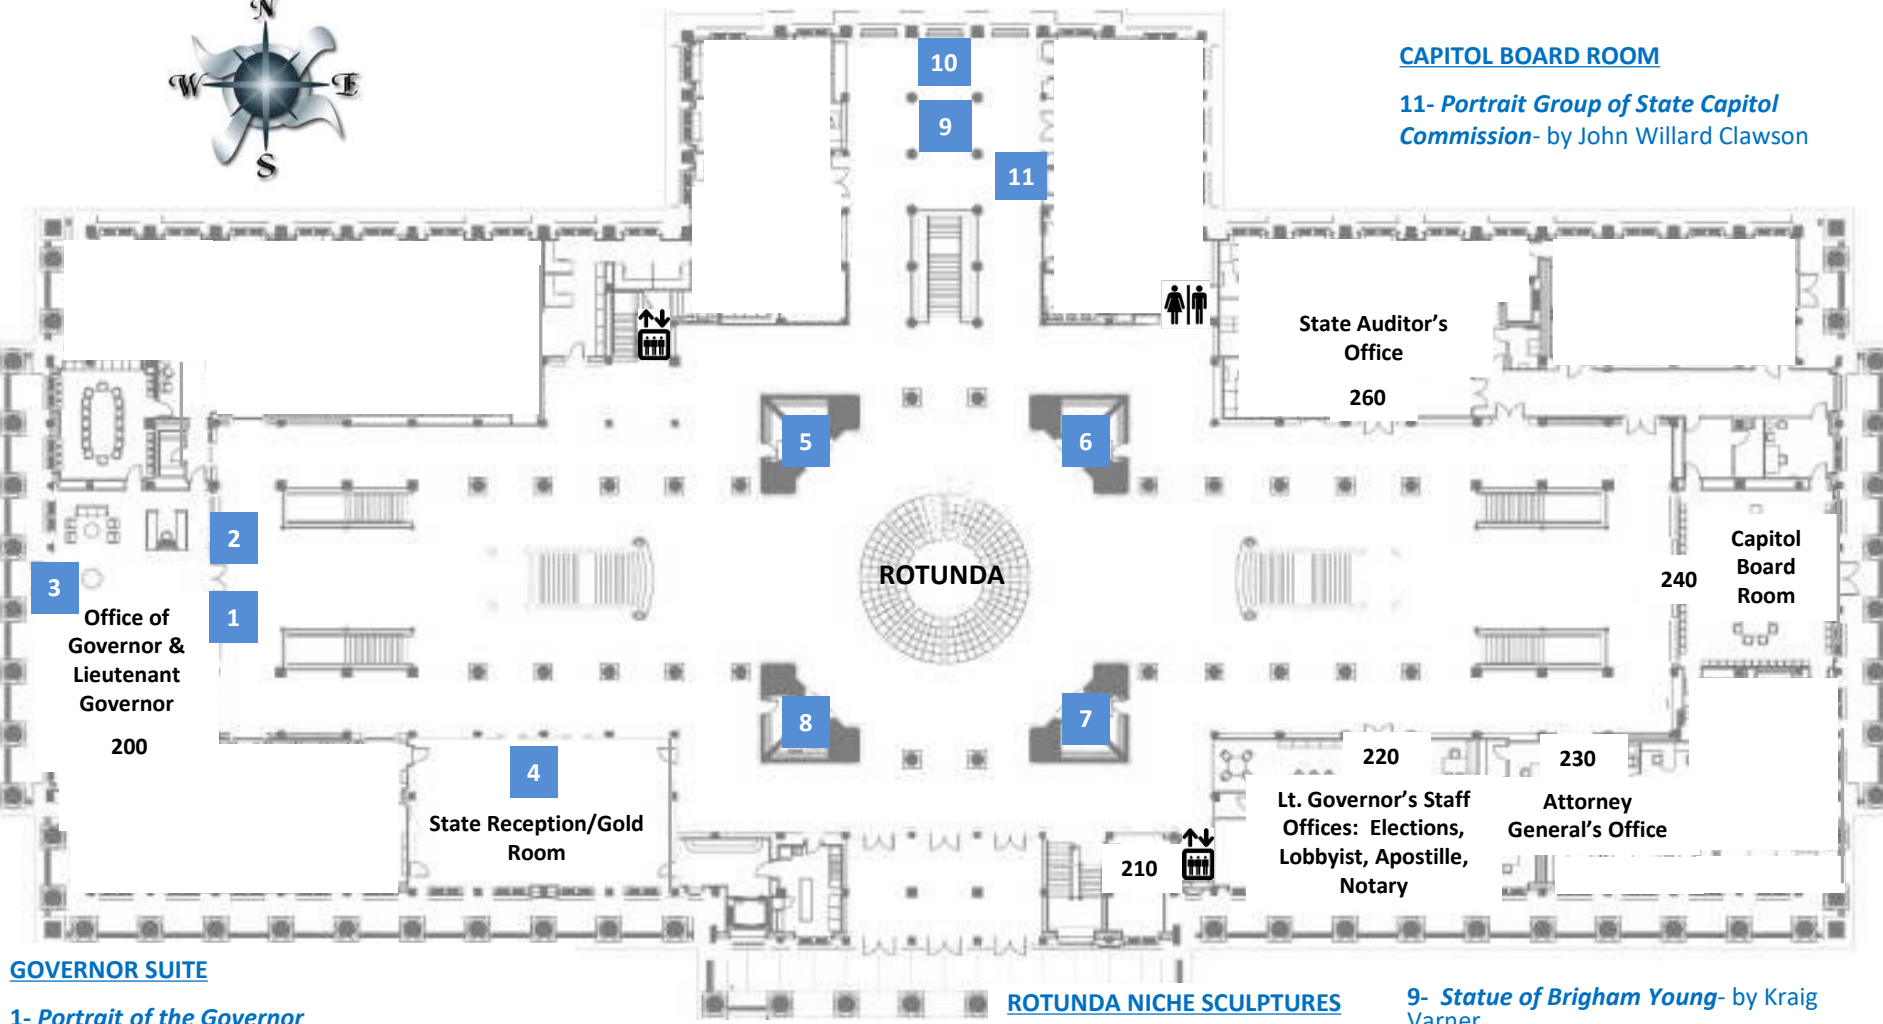 N
W
E
S
CAPITOL BOARD ROOM
11- Portrait Group of State Capitol
Commission- by John Willard Clawson
10
9
11
State Auditor's
Office
260
5
6
2
3
1
Office of
Governor &
Lieutenant
Governor
200
ROTUNDA
Capitol
Board
Room
240
8
7
4
State Reception/Gold
Room
220
230
Lt. Governor's Staff
Offices: Elections,
Lobbyist, Apostille,
Notary
Attorney
General's Office
210
GOVERNOR SUITE
1- Portrait of the Governor
ROTUNDA NICHE SCULPTURES
9- Statue of Brigham Young- by Kraig
Varner